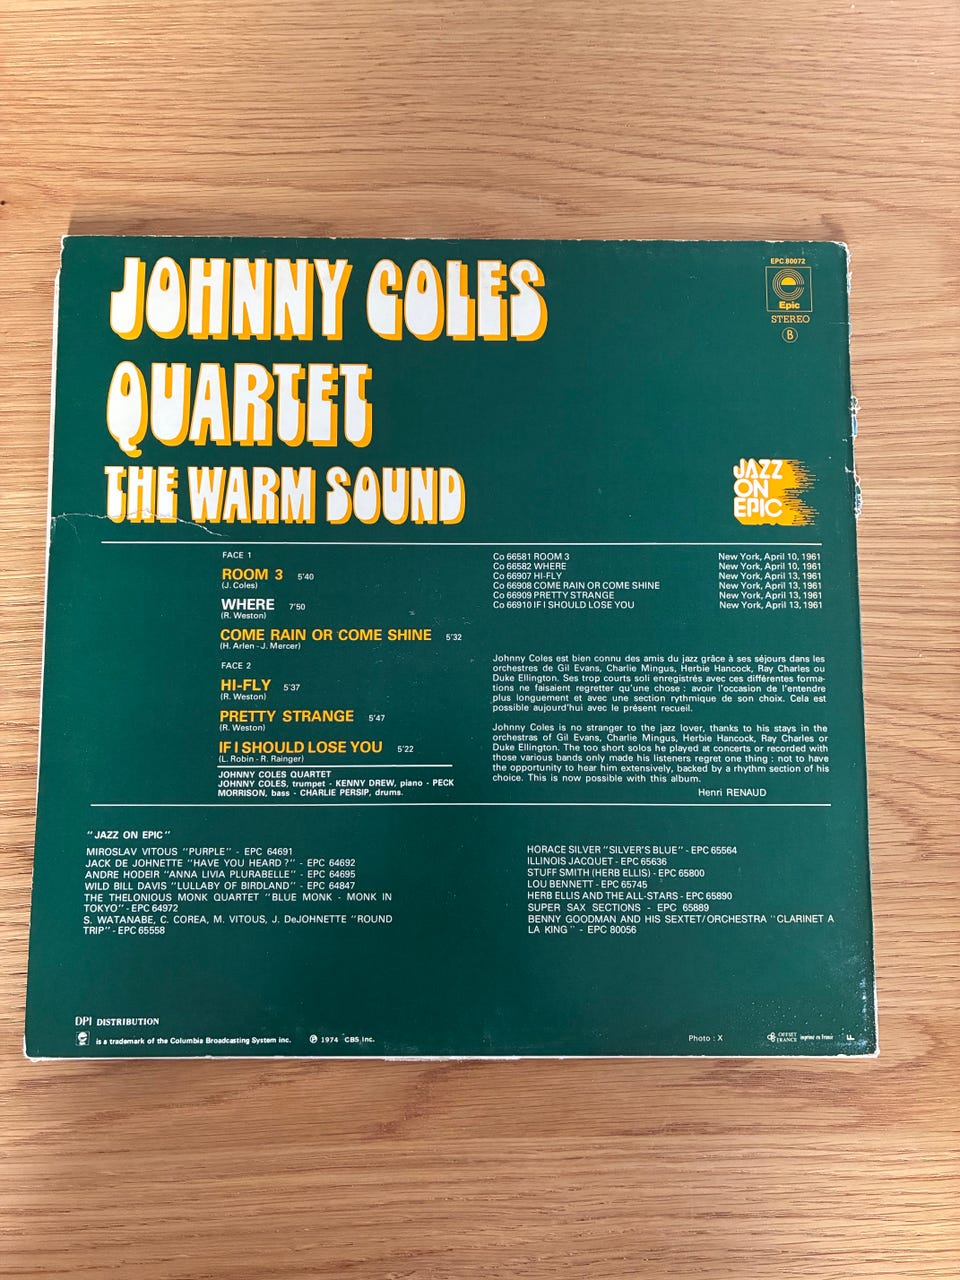 JOHNNY COLES
QUARTET
THE WARM SOUND
EPC 80072
Epic
STEREO
B
JAZZ
ON
EPIC
FACE 1
ROOM 3 5'40
(J. Coles)
WHERE 7'50
(R. Weston)
COME RAIN OR COME SHINE 5'32
(H. Arlen - J. Mercer)
FACE 2
HI-FLY 5'37
(R. Weston)
PRETTY STRANGE 5'47
(R. Weston)
IF I SHOULD LOSE YOU 5'22
(L. Robin - R. Rainger)
JOHNNY COLES QUARTET
JOHNNY COLES, trumpet - KENNY DREW, piano - PECK
MORRISON, bass - CHARLIE PERSIP, drums.
Co 66581 ROOM 3 New York, April 10, 1961
Co 66582 WHERE New York, April 10, 1961
Co 66907 HI-FLY New York, April 13, 1961
Co 66908 COME RAIN OR COME SHINE New York, April 13, 1961
Co 66909 PRETTY STRANGE New York, April 13, 1961
Co 66910 IF I SHOULD LOSE YOU New York, April 13, 1961
Johnny Coles est bien connu des amis du jazz grâce à ses séjours dans les
orchestres de Gil Evans, Charlie Mingus, Herbie Hancock, Ray Charles ou
Duke Ellington. Ses trop courts soli enregistrés avec ces différentes forma-
tions ne faisaient regretter qu'une chose : avoir l'occasion de l'entendre
plus longuement et avec une section rythmique de son choix. Cela est
possible aujourd'hui avec le présent recueil.
Johnny Coles is no stranger to the jazz lover, thanks to his stays in the
orchestras of Gil Evans, Charlie Mingus, Herbie Hancock, Ray Charles or
Duke Ellington. The too short solos he played at concerts or recorded with
those various bands only made his listeners regret one thing : not to have
the opportunity to hear him extensively, backed by a rhythm section of his
choice. This is now possible with this album.
Henri RENAUD
"JAZZ ON EPIC"
MIROSLAV VITOUS "PURPLE" - EPC 64691
JACK DE JOHNETTE "HAVE YOU HEARD ?" - EPC 64692
ANDRE HODEIR "ANNA LIVIA PLURABELLE" - EPC 64695
WILD BILL DAVIS "LULLABY OF BIRDLAND" - EPC 64847
THE THELONIOUS MONK QUARTET "BLUE MONK - MONK IN
TOKYO" - EPC 64972
S. WATANABE, C. COREA, M. VITOUS, J. DeJOHNETTE "ROUND
TRIP" - EPC 65558
HORACE SILVER "SILVER'S BLUE" - EPC 65564
ILLINOIS JACQUET - EPC 65636
STUFF SMITH (HERB ELLIS) - EPC 65800
LOU BENNETT - EPC 65745
HERB ELLIS AND THE ALL-STARS - EPC 65890
SUPER SAX SECTIONS - EPC 65889
BENNY GOODMAN AND HIS SEXTET/ORCHESTRA "CLARINET A
LA KING" - EPC 80056
DPI DISTRIBUTION
is a trademark of the Columbia Broadcasting System inc. ℗ 1974 CBS Inc.
Photo : X
OFFSET
FRANCE imprimé en France
F